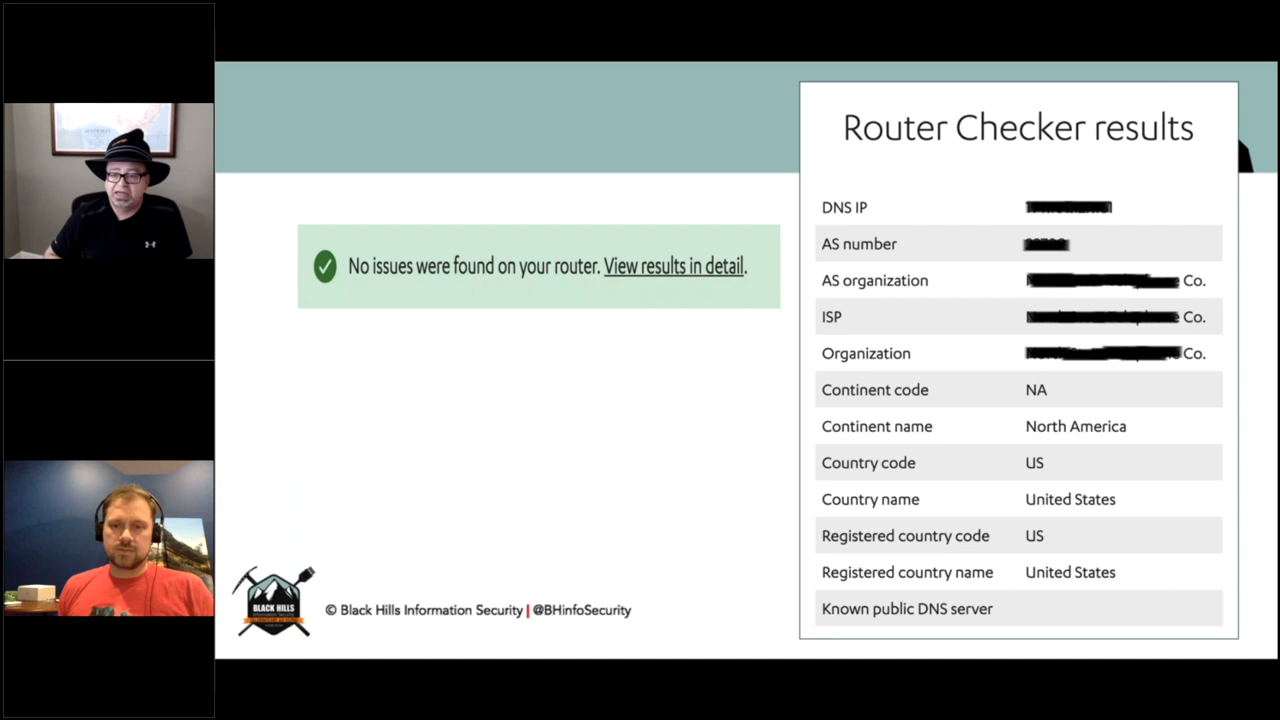 Router Checker results
No issues were found on your router. View results in detail.
DNS IP
AS number
AS organization Co.
ISP Co.
Organization Co.
Continent code NA
Continent name North America
Country code US
Country name United States
Registered country code US
Registered country name United States
Known public DNS server
BLACK HILLS
Information Security
© Black Hills Information Security | @BHinfoSecurity